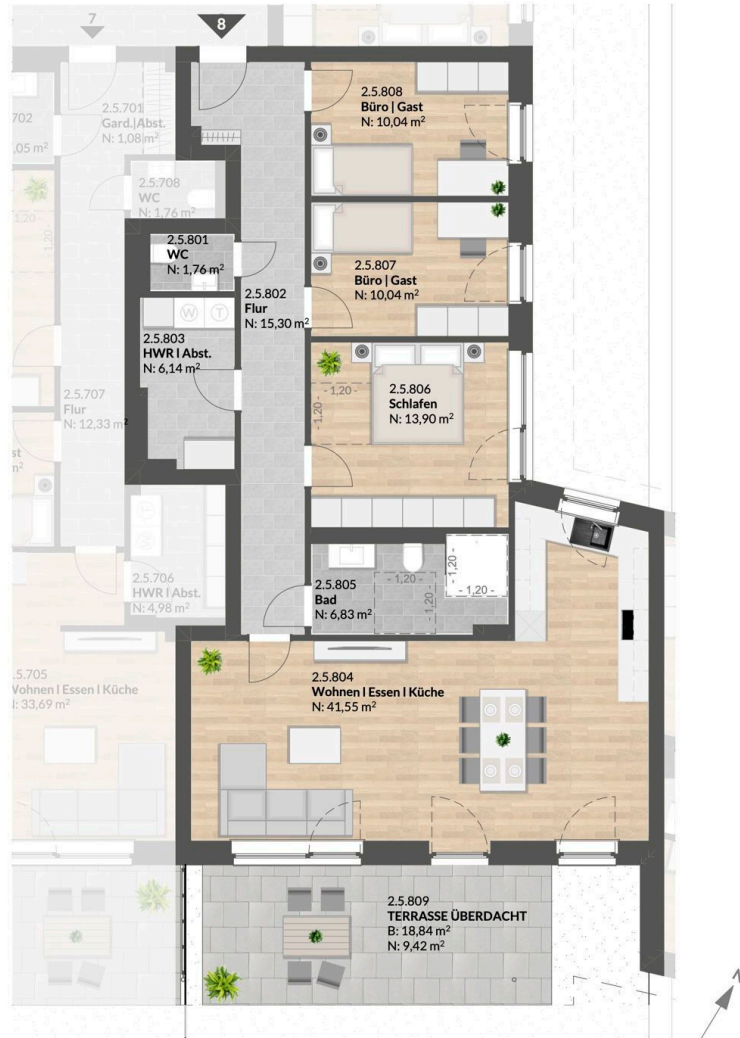 7
8
2.5.701
Gard.|Abst.
N: 1,08 m²
702
,05 m²
2.5.708
WC
N: 1,76 m²
2.5.808
Büro | Gast
N: 10,04 m²
2.5.801
WC
N: 1,76 m²
2.5.802
Flur
N: 15,30 m²
2.5.807
Büro | Gast
N: 10,04 m²
W
T
2.5.803
HWR I Abst.
N: 6,14 m²
2.5.707
Flur
N: 12,33 m²
2.5.806
Schlafen
N: 13,90 m²
- 1,20 -
- 1,20 -
2.5.706
HWR I Abst.
N: 4,98 m²
2.5.805
Bad
N: 6,83 m²
- 1,20 -
- 1,20 -
- 1,20 -
- 1,20 -
2.5.705
Wohnen I Essen I Küche
N: 33,69 m²
2.5.804
Wohnen I Essen I Küche
N: 41,55 m²
2.5.809
TERRASSE ÜBERDACHT
B: 18,84 m²
N: 9,42 m²